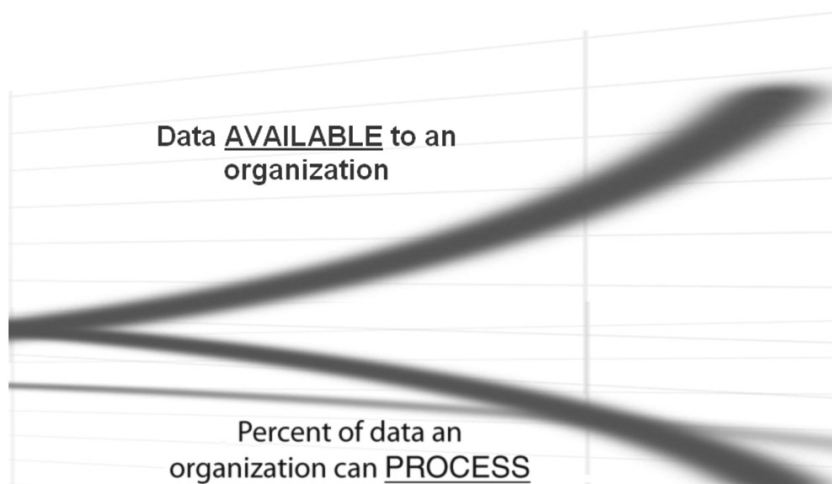 Data AVAILABLE to an
organization
Percent of data an
organization can PROCESS